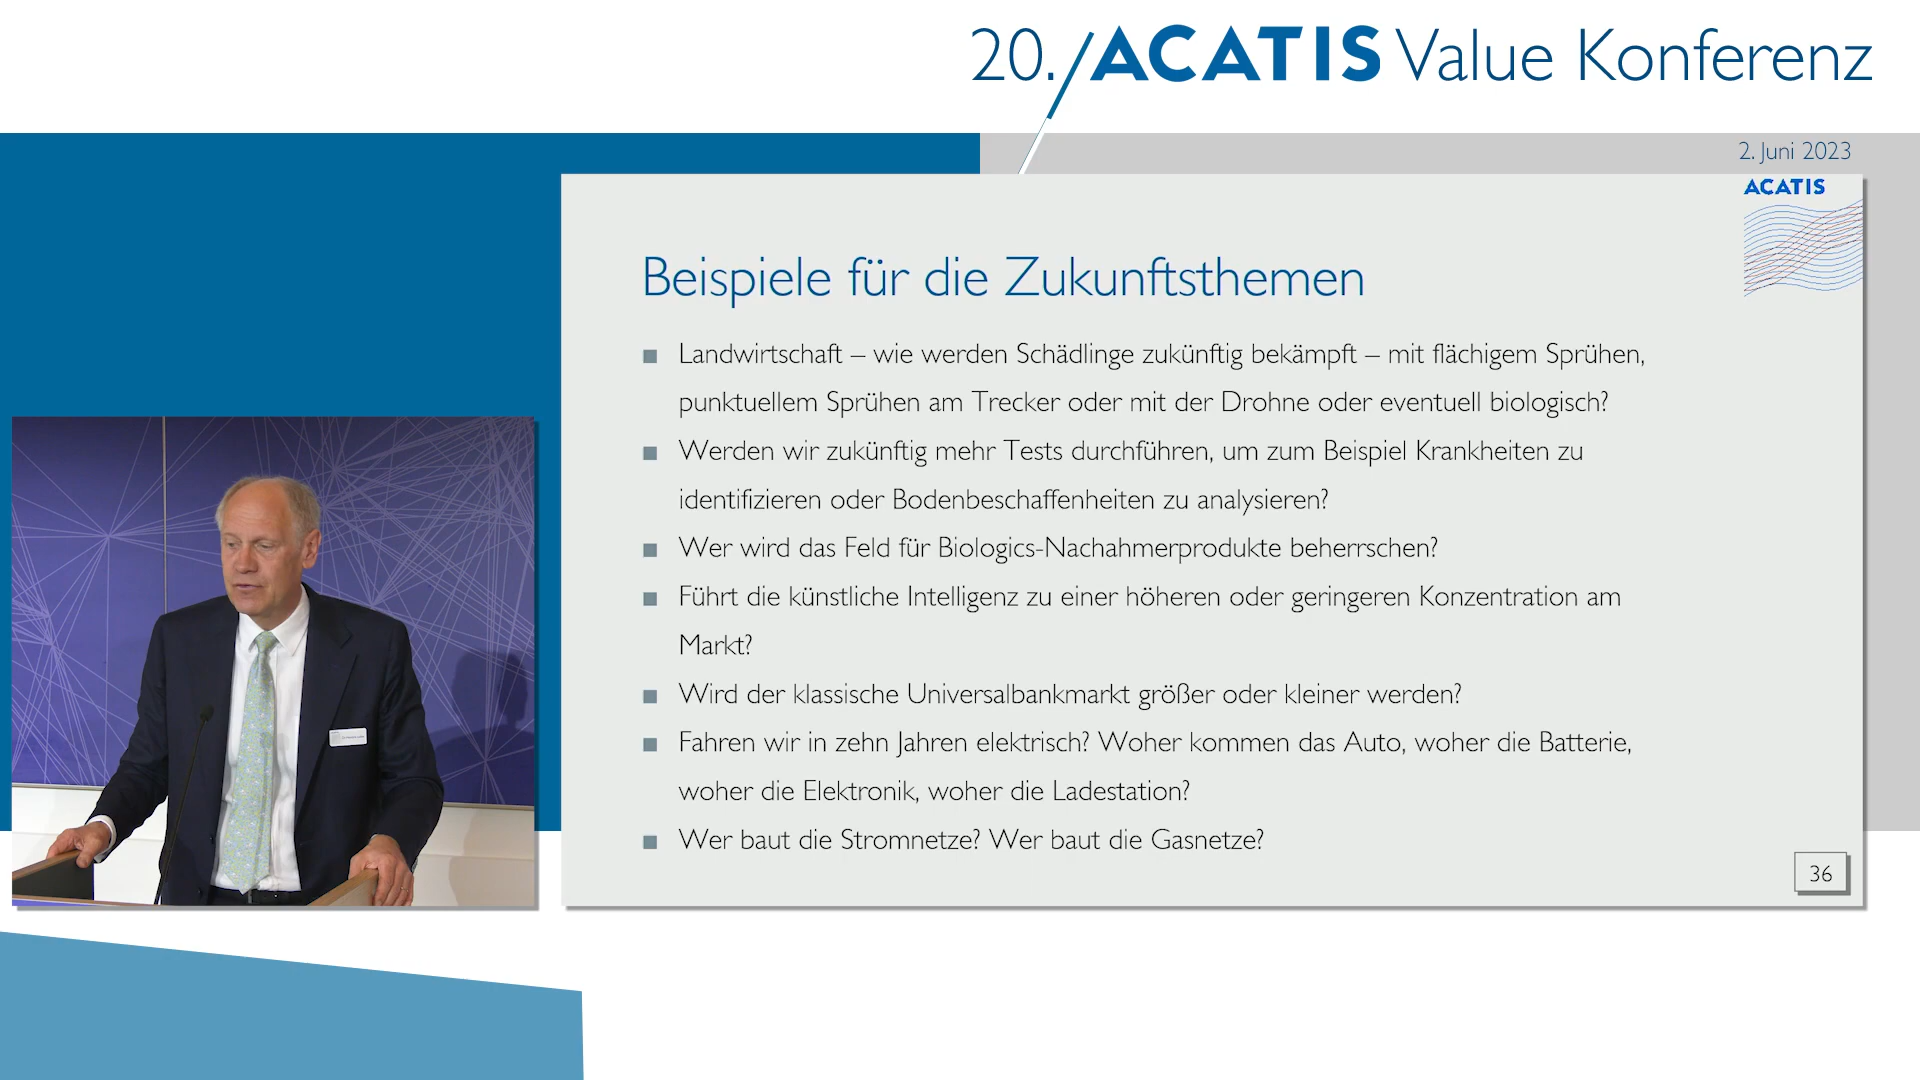 20. ACATIS Value Konferenz
2. Juni 2023
ACATIS
Beispiele für die Zukunftsthemen
Landwirtschaft – wie werden Schädlinge zukünftig bekämpft – mit flächigem Sprühen,
punktuellem Sprühen am Trecker oder mit der Drohne oder eventuell biologisch?
Werden wir zukünftig mehr Tests durchführen, um zum Beispiel Krankheiten zu
identifizieren oder Bodenbeschaffenheiten zu analysieren?
Wer wird das Feld für Biologics-Nachahmerprodukte beherrschen?
Führt die künstliche Intelligenz zu einer höheren oder geringeren Konzentration am
Markt?
Wird der klassische Universalbankmarkt größer oder kleiner werden?
Fahren wir in zehn Jahren elektrisch? Woher kommen das Auto, woher die Batterie,
woher die Elektronik, woher die Ladestation?
Wer baut die Stromnetze? Wer baut die Gasnetze?
36